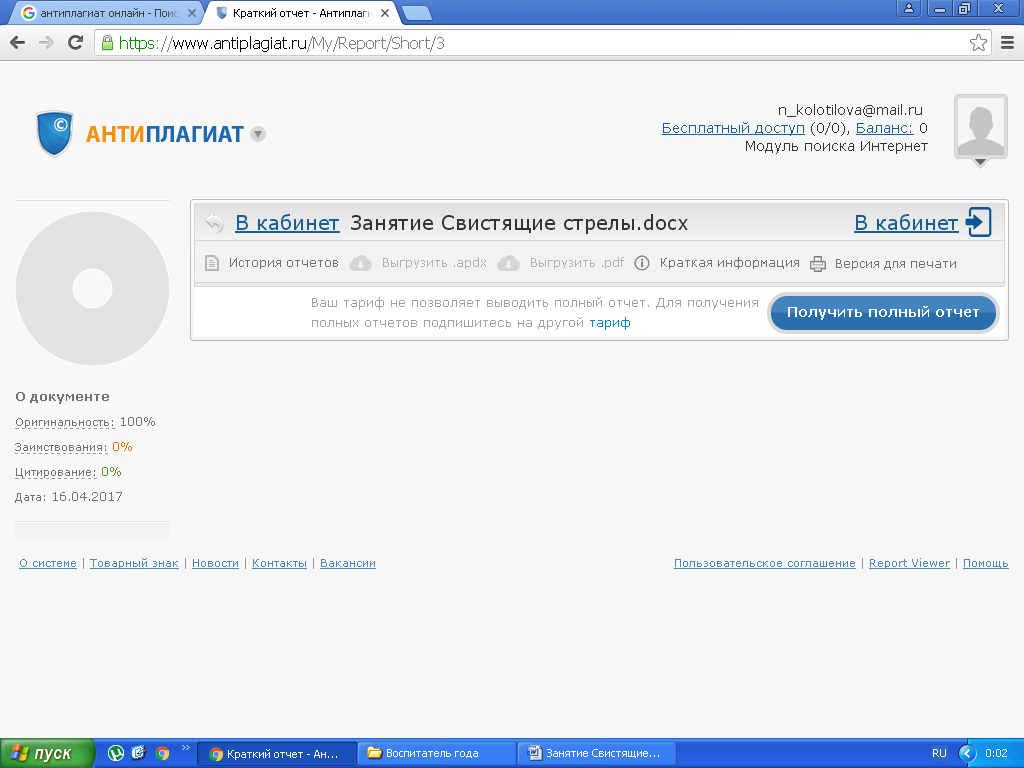 антиплагиат онлайн - Пои
Краткий отчет - Антиплаги
https://www.antiplagiat.ru/My/Report/Short/3
АНТИПЛАГИАТ
n_kolotilova@mail.ru
Бесплатный доступ (0/0), Баланс: 0
Модуль поиска Интернет
В кабинет Занятие Свистящие стрелы.docx В кабинет
История отчетов Выгрузить .apdx Выгрузить .pdf Краткая информация Версия для печати
Ваш тариф не позволяет выводить полный отчет. Для получения
полных отчетов подпишитесь на другой тариф
Получить полный отчет
О документе
Оригинальность: 100%
Заимствования: 0%
Цитирование: 0%
Дата: 16.04.2017
О системе | Товарный знак | Новости | Контакты | Вакансии
Пользовательское соглашение | Report Viewer | Помощь
пуск
Краткий отчет - Ан...
Воспитатель года
Занятие Свистящие...
RU
0:02